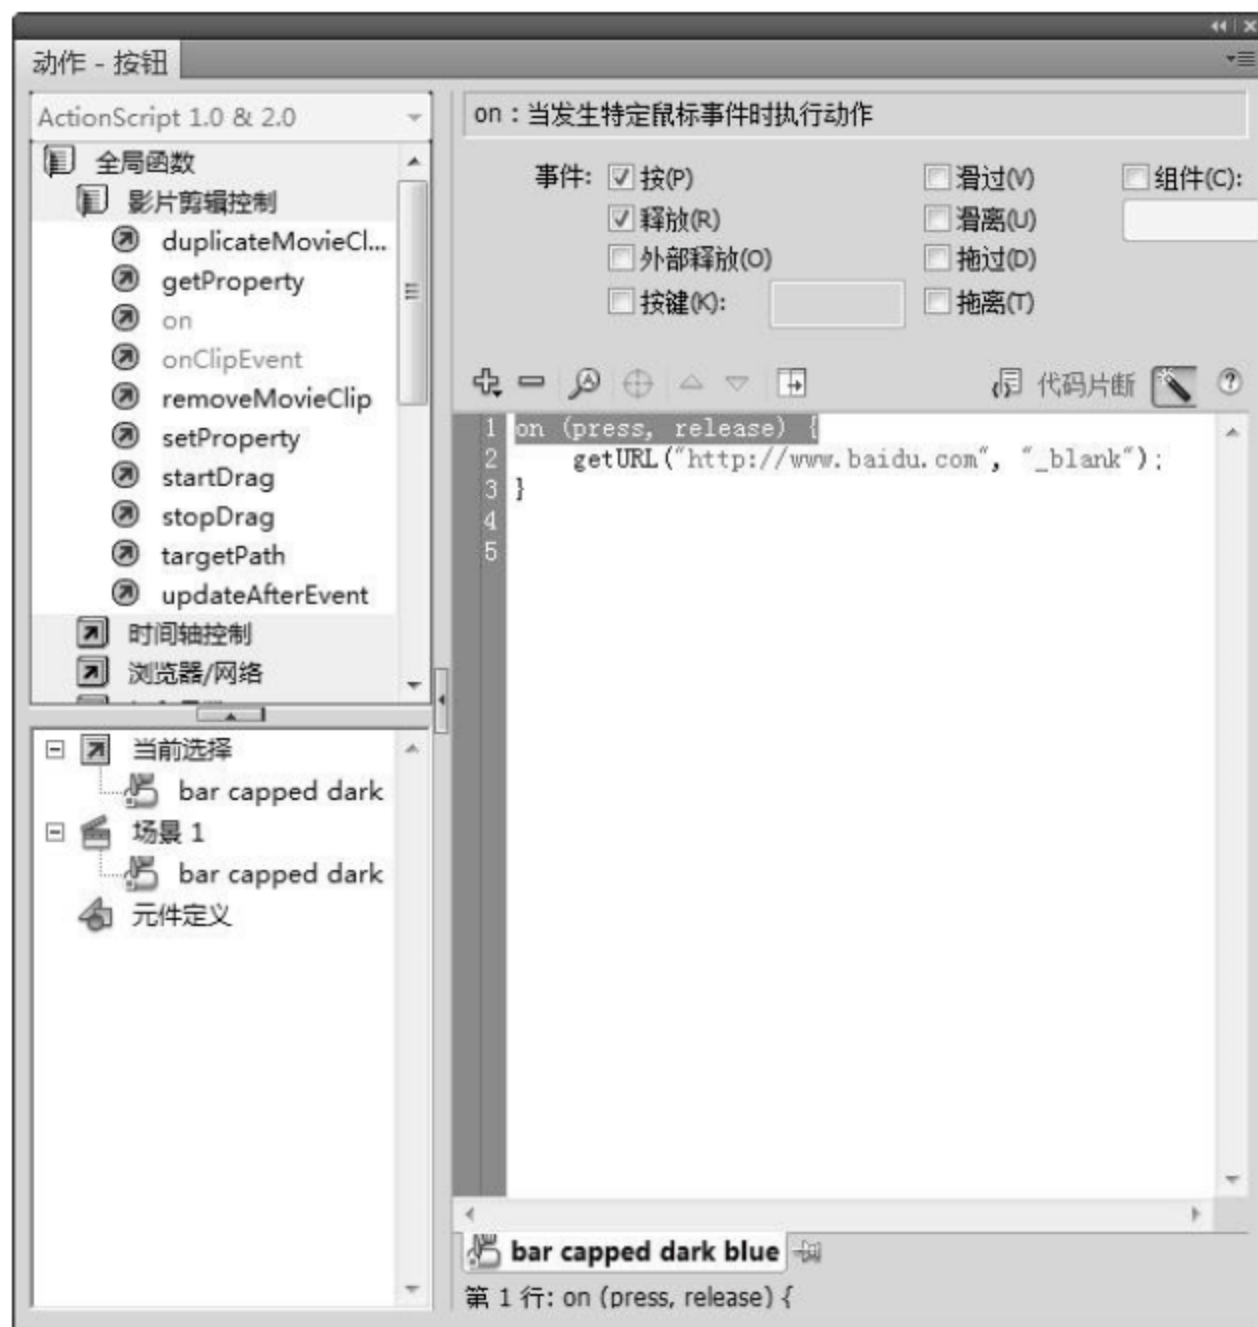 动作 - 按钮
ActionScript 1.0 & 2.0
全局函数
影片剪辑控制
duplicateMovieCl...
getProperty
on
onClipEvent
removeMovieClip
setProperty
startDrag
stopDrag
targetPath
updateAfterEvent
时间轴控制
浏览器/网络
当前选择
bar capped dark
场景 1
bar capped dark
元件定义
on : 当发生特定鼠标事件时执行动作
事件: 按(P) 滑过(V) 组件(C):
释放(R) 滑离(U)
外部释放(O) 拖过(D)
按键(K): 拖离(T)
代码片断
1 on (press, release) {
2 getURL("http://www.baidu.com", "_blank");
3 }
4
5
bar capped dark blue
第 1 行: on (press, release) {